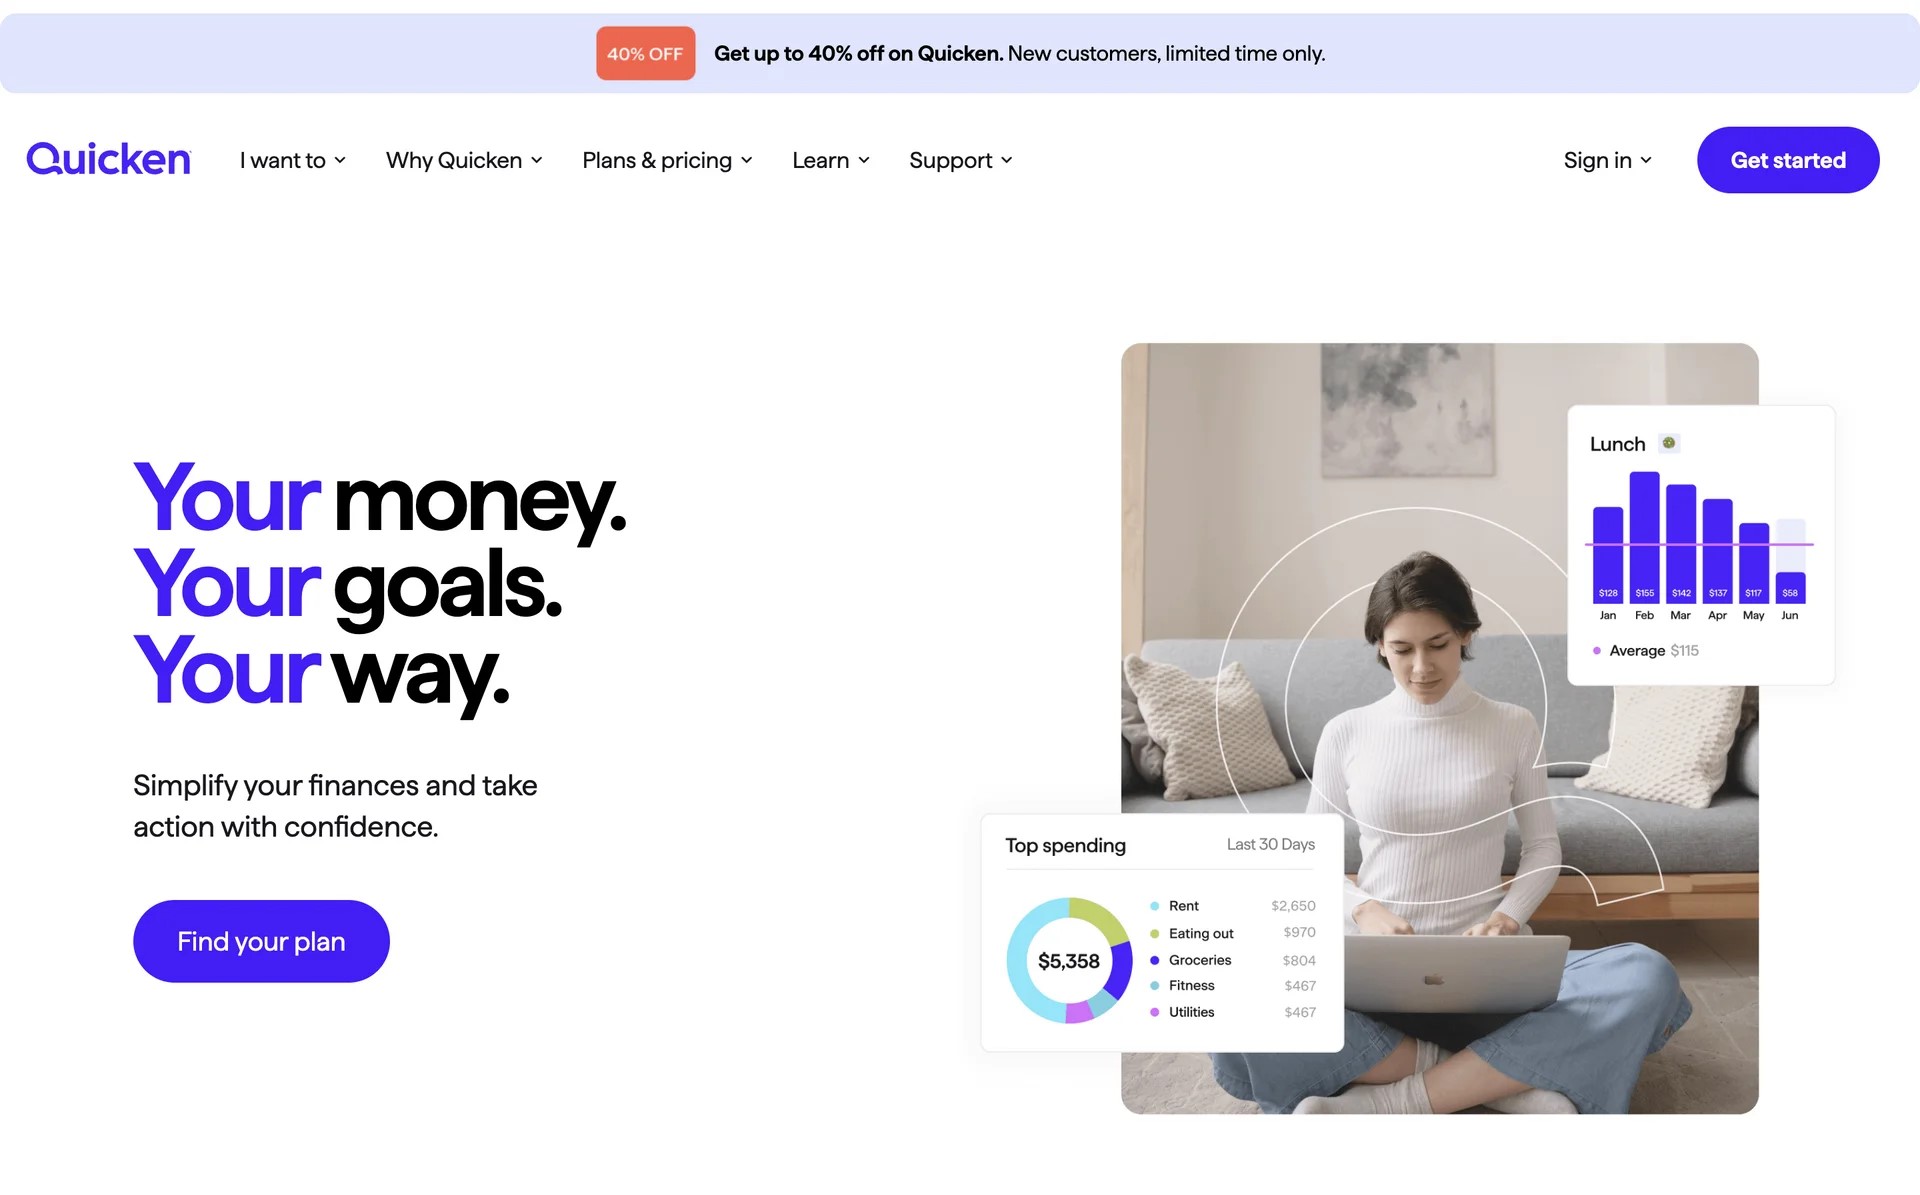 40% OFF
Get up to 40% off on Quicken. New customers, limited time only.
Quicken
I want to
Why Quicken
Plans & pricing
Learn
Support
Sign in
Get started
Your money.
Your goals.
Your way.
Simplify your finances and take
action with confidence.
Find your plan
Lunch
$128 $155 $142 $137 $117 $58
Jan Feb Mar Apr May Jun
Average $115
Top spending Last 30 Days
$5,358
Rent $2,650
Eating out $970
Groceries $804
Fitness $467
Utilities $467